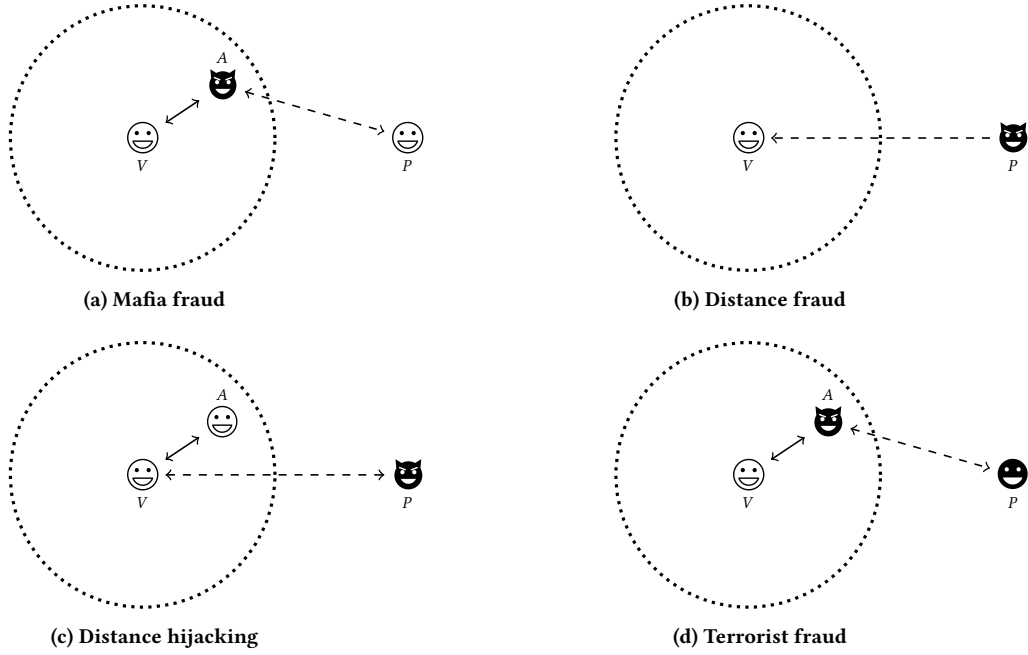 A
V
P
(a) Mafia fraud
V
P
(b) Distance fraud
A
V
P
(c) Distance hijacking
A
V
P
(d) Terrorist fraud